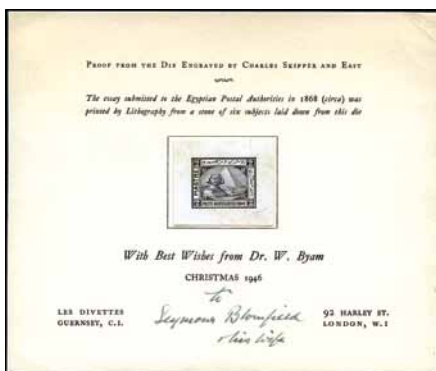 PROOF FROM THE DIE ENGRAVED BY CHARLES SKIPPER AND EAST
The essay submitted to the Egyptian Postal Authorities in 1868 (circa) was
printed by Lithography from a stone of six subjects laid down from this die
With Best Wishes from Dr. W. Byam
CHRISTMAS 1946
to
Seymour Blomfield
& his wife
LES DIVETTES
GUERNSEY, C.I.
92 HARLEY ST.
LONDON, W.1